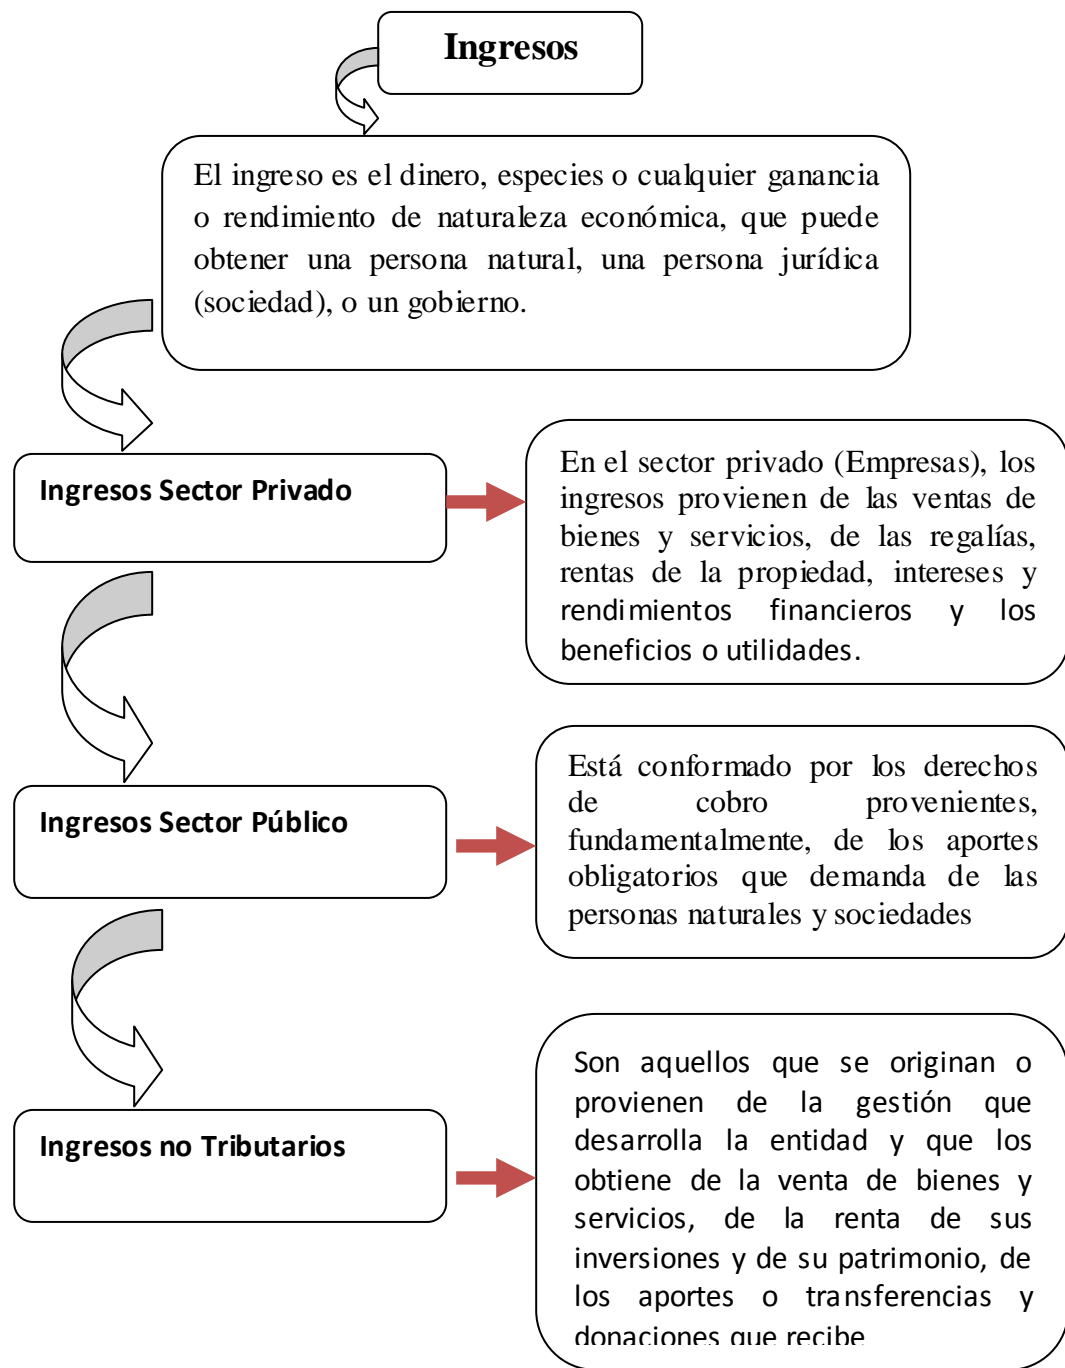 Ingresos
El ingreso es el dinero, especies o cualquier ganancia
o rendimiento de naturaleza económica, que puede
obtener una persona natural, una persona jurídica
(sociedad), o un gobierno.
Ingresos Sector Privado
En el sector privado (Empresas), los
ingresos provienen de las ventas de
bienes y servicios, de las regalías,
rentas de la propiedad, intereses y
rendimientos financieros y los
beneficios o utilidades.
Ingresos Sector Público
Está conformado por los derechos
de cobro provenientes,
fundamentalmente, de los aportes
obligatorios que demanda de las
personas naturales y sociedades
Ingresos no Tributarios
Son aquellos que se originan o
provienen de la gestión que
desarrolla la entidad y que los
obtiene de la venta de bienes y
servicios, de la renta de sus
inversiones y de su patrimonio, de
los aportes o transferencias y
donaciones que recibe